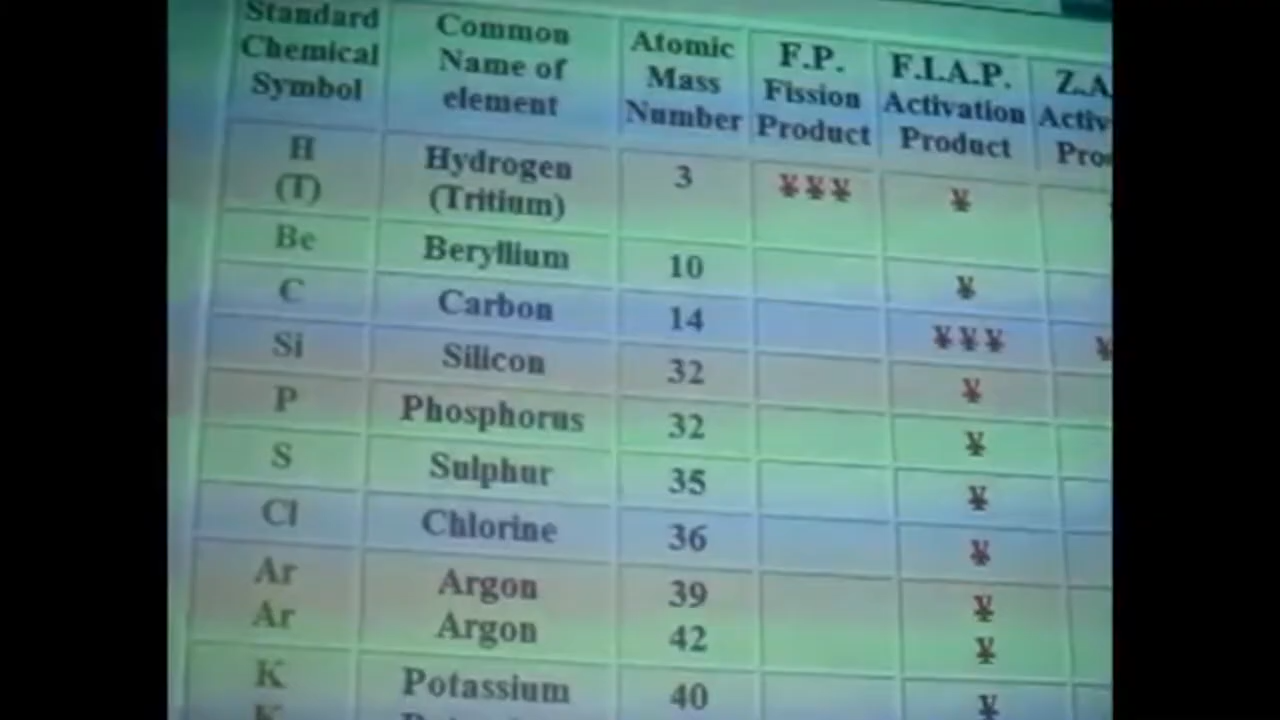 Standard
Chemical
Symbol
Common
Name of
element
Atomic
Mass
Number
F.P.
Fission
Product
F.I.A.P.
Activation
Product
Z.A
Activ
Pro
H
(T)
Hydrogen
(Tritium)
3 ¥¥¥ ¥
Be Beryllium 10 ¥
C Carbon 14 ¥¥¥ ¥
Si Silicon 32 ¥
P Phosphorus 32 ¥
S Sulphur 35 ¥
Cl Chlorine 36 ¥
Ar Argon 39 ¥
Ar Argon 42 ¥
K Potassium 40 ¥
K